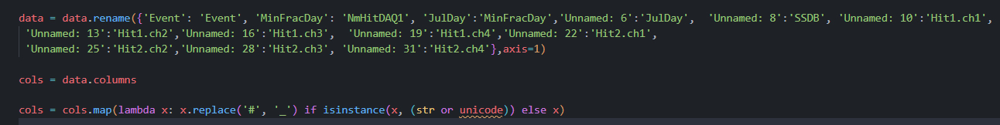 data = data.rename({'Event': 'Event', 'MinFracDay': 'NmHitDAQ1', 'JulDay':'MinFracDay','Unnamed: 6':'JulDay',  'Unnamed: 8':'SSDB', 'Unnamed: 10':'Hit1.ch1',
'Unnamed: 13':'Hit1.ch2','Unnamed: 16':'Hit1.ch3',  'Unnamed: 19':'Hit1.ch4','Unnamed: 22':'Hit2.ch1',
'Unnamed: 25':'Hit2.ch2','Unnamed: 28':'Hit2.ch3', 'Unnamed: 31':'Hit2.ch4'},axis=1)
cols = data.columns
cols = cols.map(lambda x: x.replace('#', '_') if isinstance(x, (str or unicode)) else x)